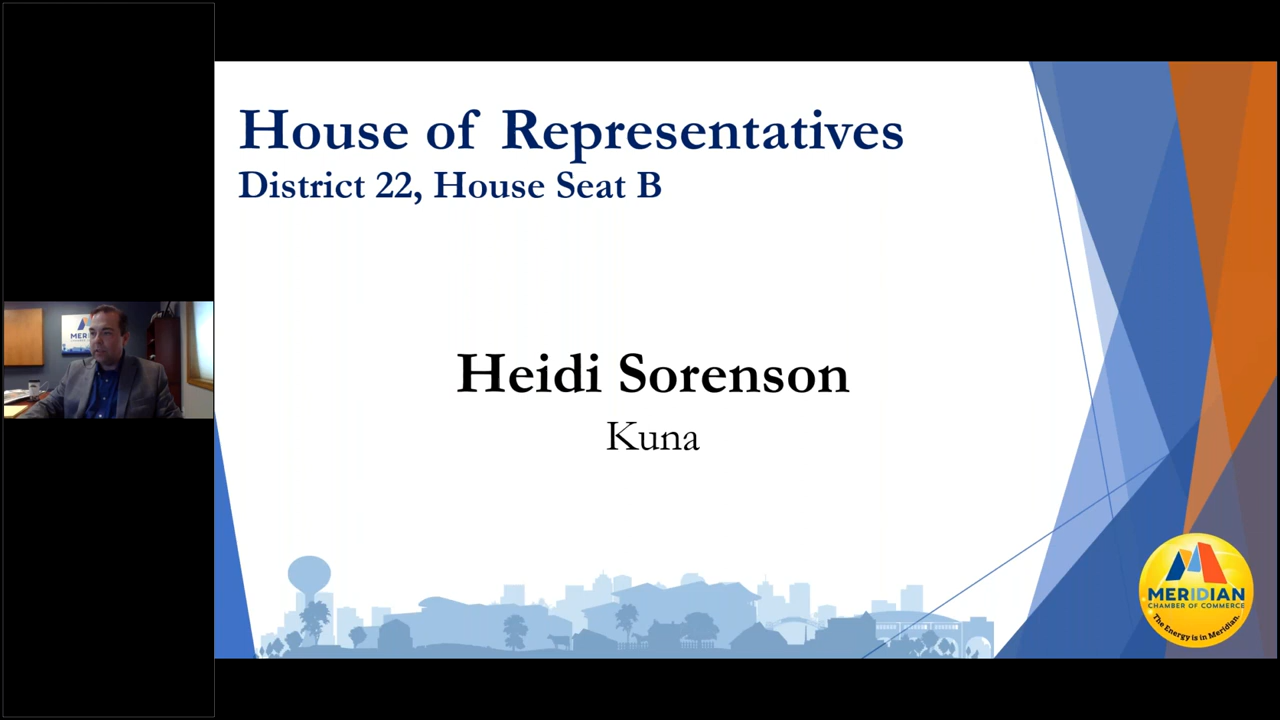 House of Representatives
District 22, House Seat B
Heidi Sorenson
Kuna
MER
MERIDIAN
CHAMBER OF COMMERCE
The Energy is in Meridian.